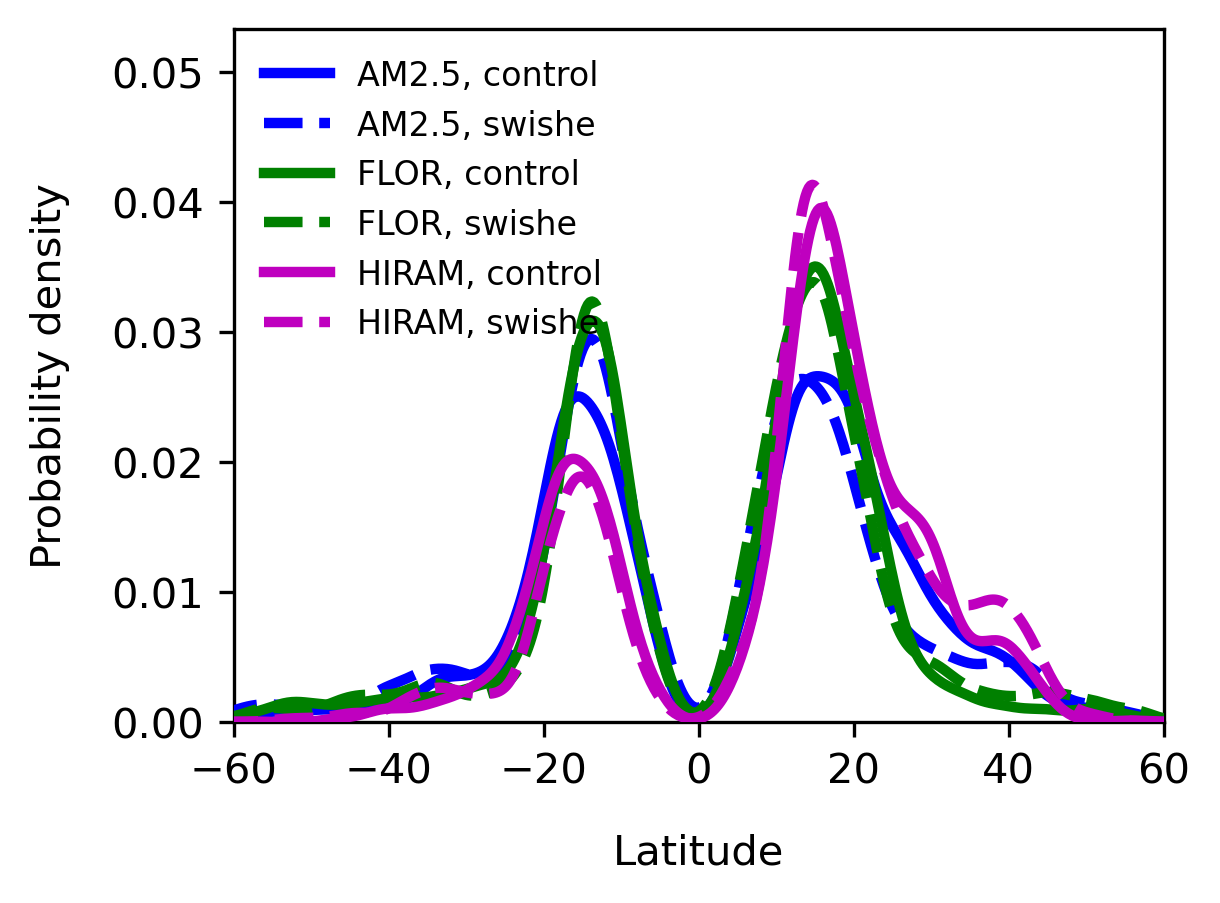 0.05
0.04
0.03
0.02
0.01
0.00
Probability density
AM2.5, control
AM2.5, swishe
FLOR, control
FLOR, swishe
HIRAM, control
HIRAM, swishe
−60 −40 −20 0 20 40 60
Latitude